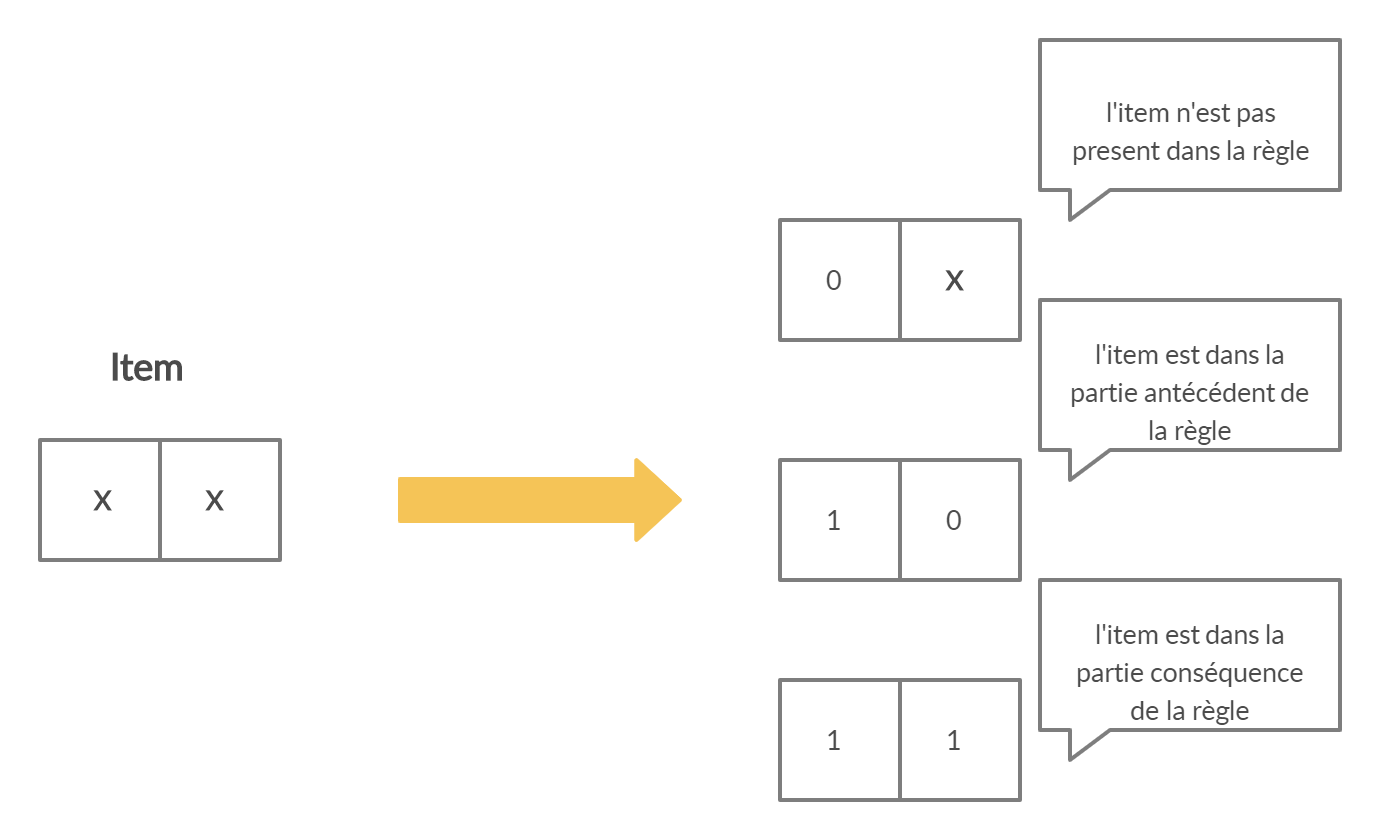 l'item n'est pas
present dans la règle
0 X
Item
l'item est dans la
partie antécédent de
la règle
X X
1 0
l'item est dans la
partie conséquence
de la règle
1 1